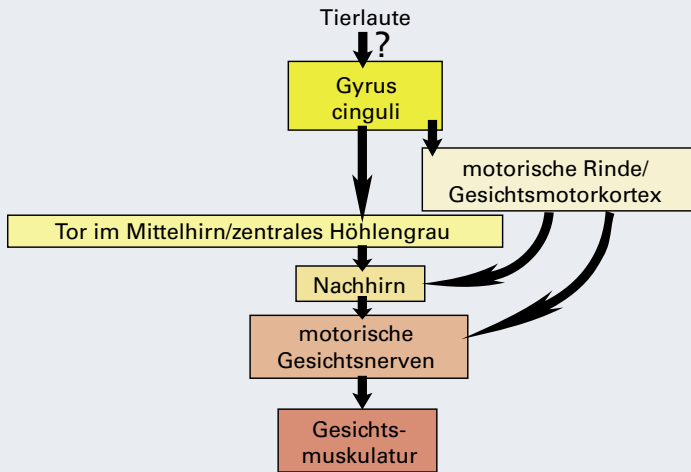 Tierlaute
?
Gyrus
cinguli
motorische Rinde/
Gesichtsmotorkortex
Tor im Mittelhirn/zentrales Höhlengrau
Nachhirn
motorische
Gesichtsnerven
Gesichts-
muskulatur